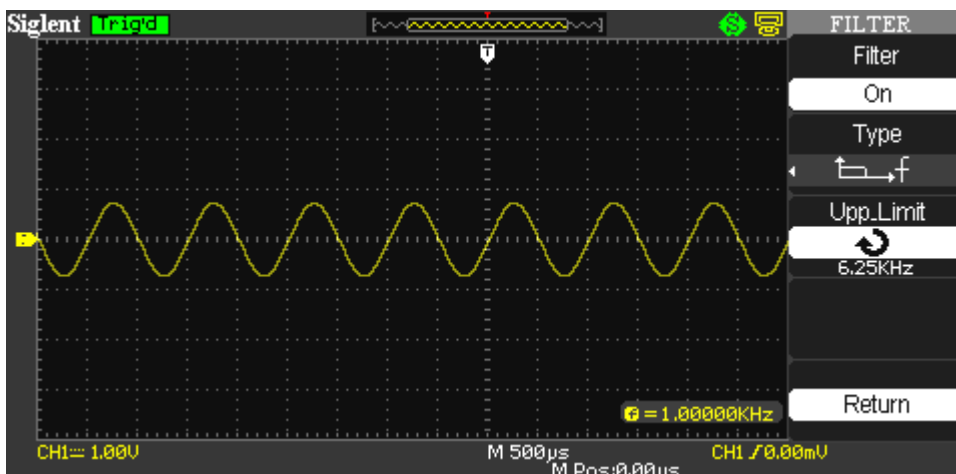 Siglent Trig'd
T
S
FILTER
Filter
On
Type
f
Upp_Limit
6.25KHz
f = 1.00000KHz
Return
CH1 1.00V M 500µs CH1 0.00mV
M Pos:0.00µs